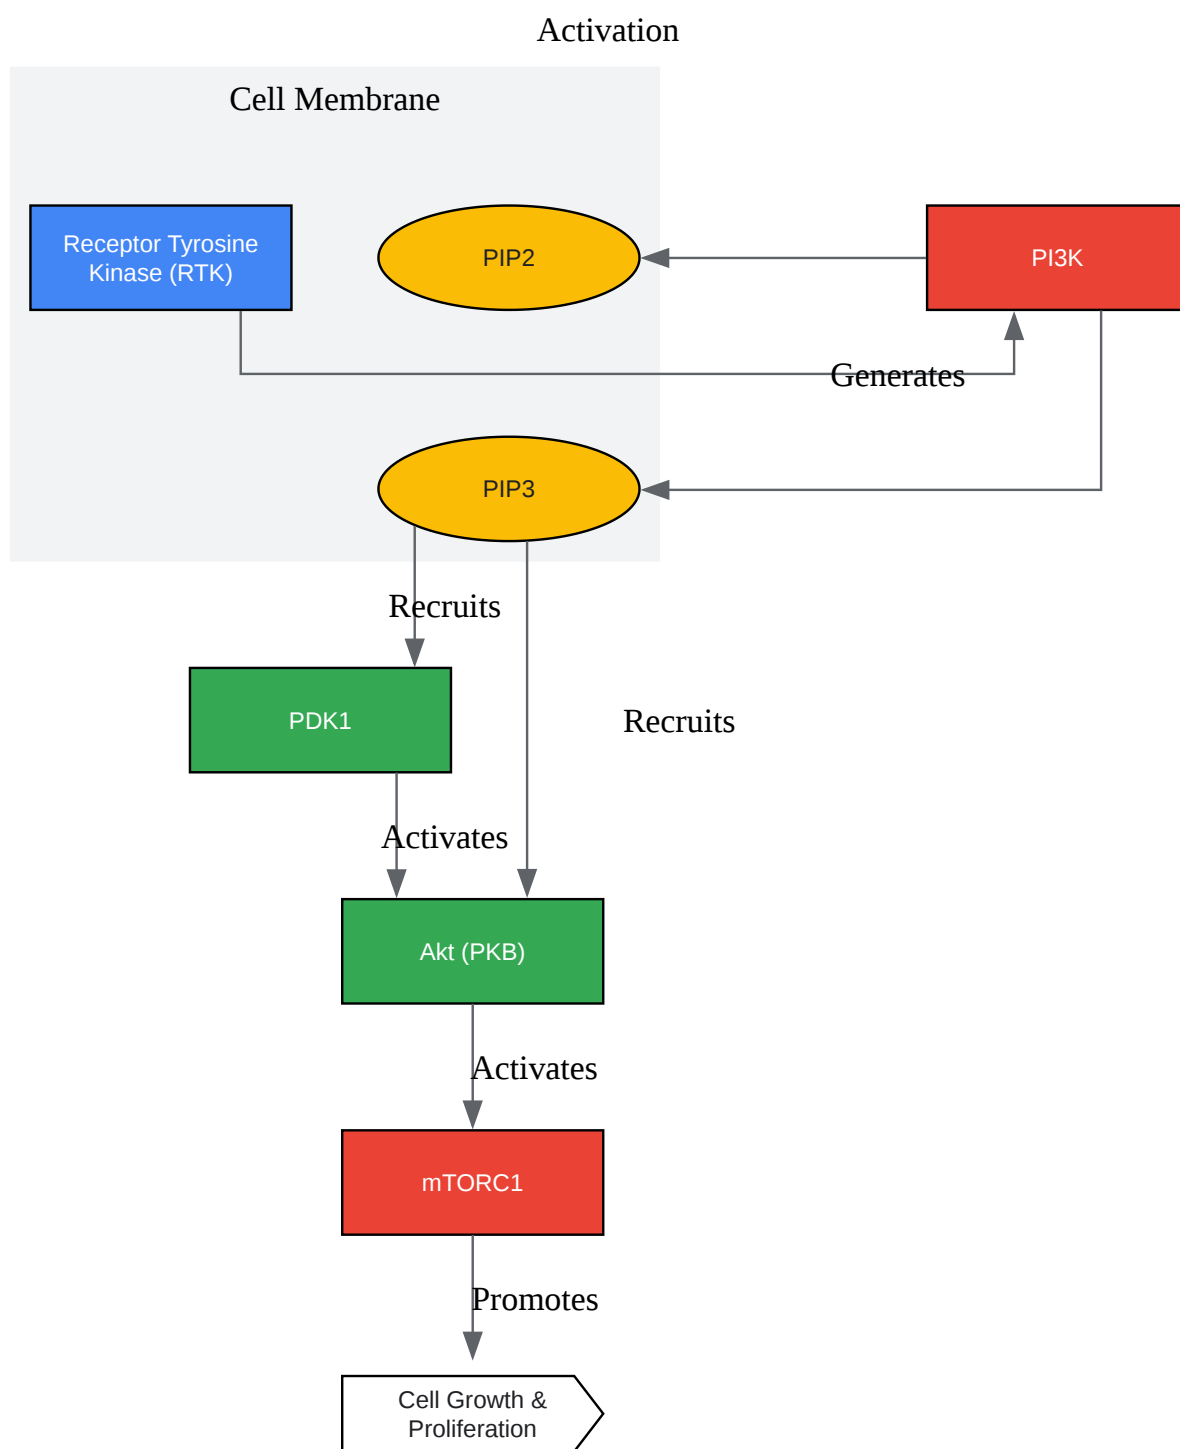 Activation
Cell Membrane
Receptor Tyrosine
Kinase (RTK)
PIP2
PI3K
Generates
PIP3
Recruits
PDK1
Recruits
Activates
Akt (PKB)
Activates
mTORC1
Promotes
Cell Growth &
Proliferation